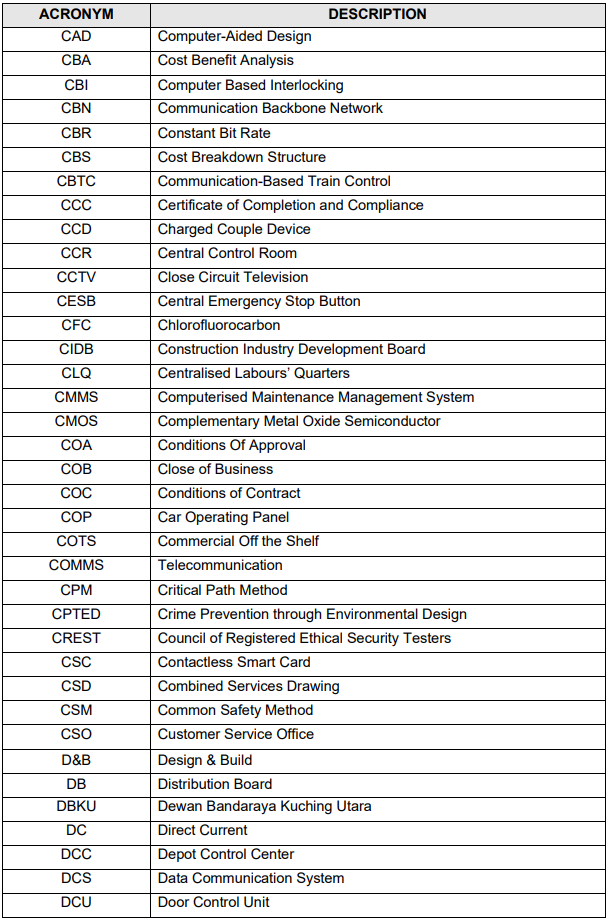 ACRONYM DESCRIPTION
CAD Computer-Aided Design
CBA Cost Benefit Analysis
CBI Computer Based Interlocking
CBN Communication Backbone Network
CBR Constant Bit Rate
CBS Cost Breakdown Structure
CBTC Communication-Based Train Control
CCC Certificate of Completion and Compliance
CCD Charged Couple Device
CCR Central Control Room
CCTV Close Circuit Television
CESB Central Emergency Stop Button
CFC Chlorofluorocarbon
CIDB Construction Industry Development Board
CLQ Centralised Labours’ Quarters
CMMS Computerised Maintenance Management System
CMOS Complementary Metal Oxide Semiconductor
COA Conditions Of Approval
COB Close of Business
COC Conditions of Contract
COP Car Operating Panel
COTS Commercial Off the Shelf
COMMS Telecommunication
CPM Critical Path Method
CPTED Crime Prevention through Environmental Design
CREST Council of Registered Ethical Security Testers
CSC Contactless Smart Card
CSD Combined Services Drawing
CSM Common Safety Method
CSO Customer Service Office
D&B Design & Build
DB Distribution Board
DBKU Dewan Bandaraya Kuching Utara
DC Direct Current
DCC Depot Control Center
DCS Data Communication System
DCU Door Control Unit